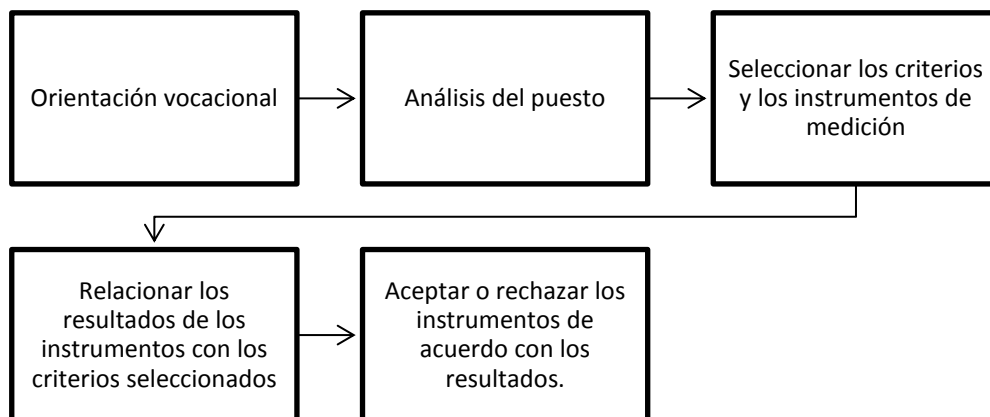 Orientación vocacional
Análisis del puesto
Seleccionar los criterios
y los instrumentos de
medición
Relacionar los
resultados de los
instrumentos con los
criterios seleccionados
Aceptar o rechazar los
instrumentos de
acuerdo con los
resultados.